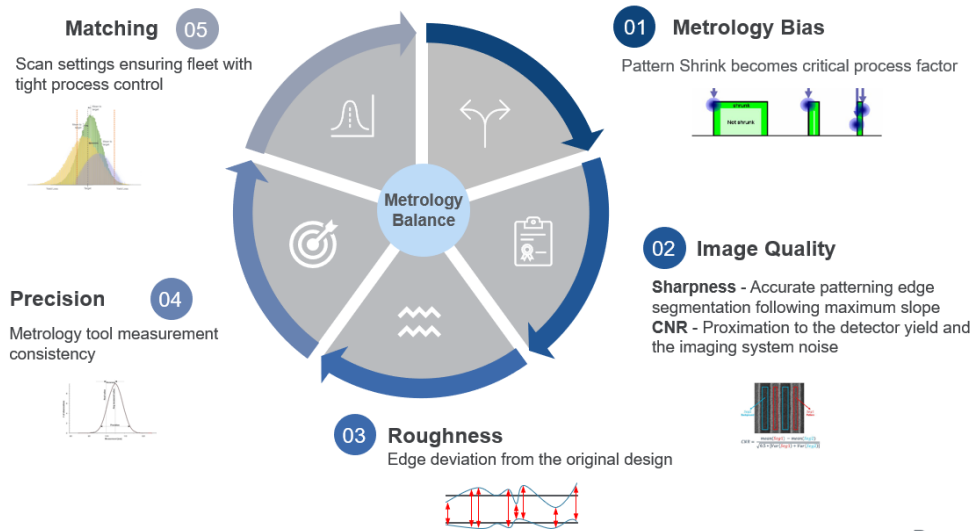 Matching 05
Scan settings ensuring fleet with
tight process control
01 Metrology Bias
Pattern Shrink becomes critical process factor
shrunk
Not shrunk
Metrology
Balance
02 Image Quality
Sharpness - Accurate patterning edge
segmentation following maximum slope
CNR - Proximation to the detector yield and
the imaging system noise
Precision 04
Metrology tool measurement
consistency
03 Roughness
Edge deviation from the original design